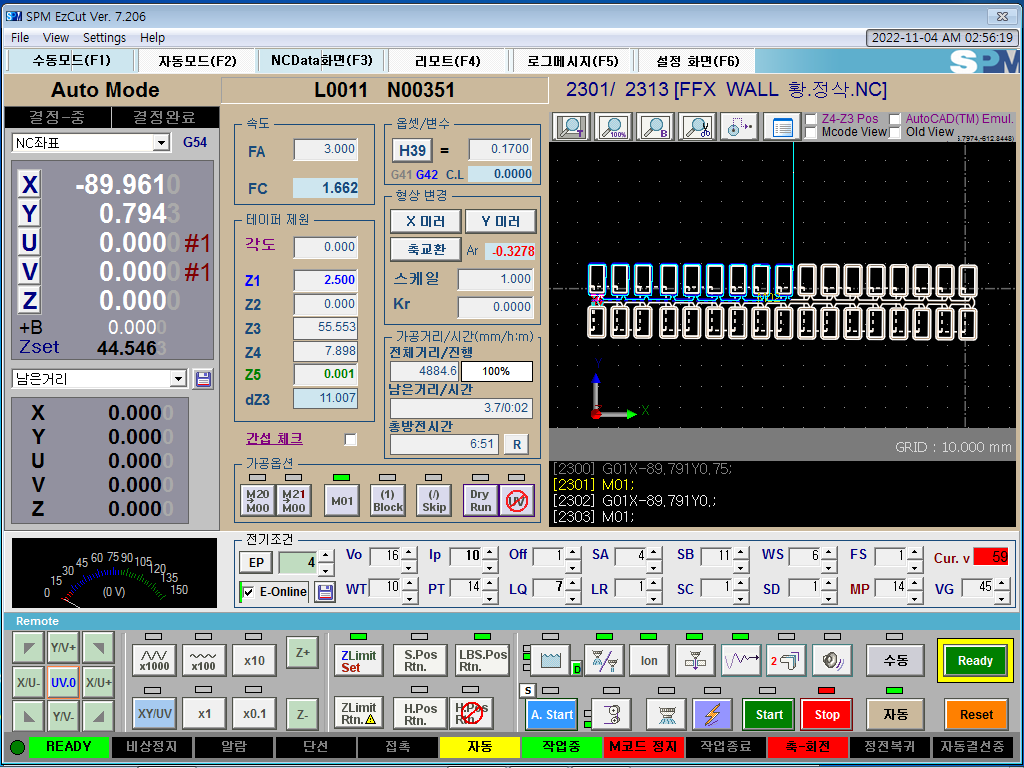 SPM EzCut Ver. 7.206
File View Settings Help
2022-11-04 AM 02:56:19
수동모드(F1) 자동모드(F2) NCData화면(F3) 리모트(F4) 로그메시지(F5) 설정 화면(F6)
SPM
Auto Mode L0011 N00351 2301/ 2313 [FFX WALL 황.정삭.NC]
결정-중 결정완료
NC좌표 G54
X -89.9610
Y 0.7943
U 0.0000 #1
V 0.0000 #1
Z 0.0000
+B 0.0000
Zset 44.5463
남은거리
X 0.0000
Y 0.0000
U 0.0000
V 0.0000
Z 0.0000
속도
FA 3.000
FC 1.662
테이퍼 제원
각도 0.000
Z1 2.500
Z2 0.000
Z3 55.553
Z4 7.898
Z5 0.001
dZ3 11.007
간섭 체크
옵셋/변수
H39 = 0.1700
G41 G42 C.L 0.0000
형상 변경
X 미러 Y 미러
축교환 Ar -0.3278
스케일 1.000
Kr 0.0000
가공거리/시간(mm/h:m)
전체거리/진행
4884.6 100%
남은거리/시간
3.7/0:02
총방전시간
6:51 R
가공옵션
M20 M00 M21 M00 M01 (1) Block (/) Skip Dry Run UV
T 100% B
Z4-Z3 Pos AutoCAD(TM) Emul.
Mcode View Old View
X
GRID : 10.000 mm
[2300] G01X-89.791Y0.75;
[2301] M01;
[2302] G01X-89.791Y0.;
[2303] M01;
0 15 30 45 60 75 90 105 120 135 150
(0 V)
전기조건
EP 4
E-Online
Vo 16 Ip 10 Off 1 SA 4 SB 11 WS 6 FS 1 Cur. v 59
WT 10 PT 14 LQ 7 LR 1 SC 1 SD 1 MP 14 VG 45
Remote
Y/V+ x1000 x100 x10 Z+ ZLimit Set S.Pos Rtn. LBS.Pos Rtn. D Ion 2 수동 Ready
X/U- UV.0 X/U+
Y/V- XY/UV x1 x0.1 Z- ZLimit Rtn. H.Pos Rtn. H.Pos Rtn. S A. Start Start Stop 자동 Reset
READY 비상정지 알람 단선 접촉 자동 작업중 M코드 정지 작업종료 축-회전 정전복귀 자동결선중